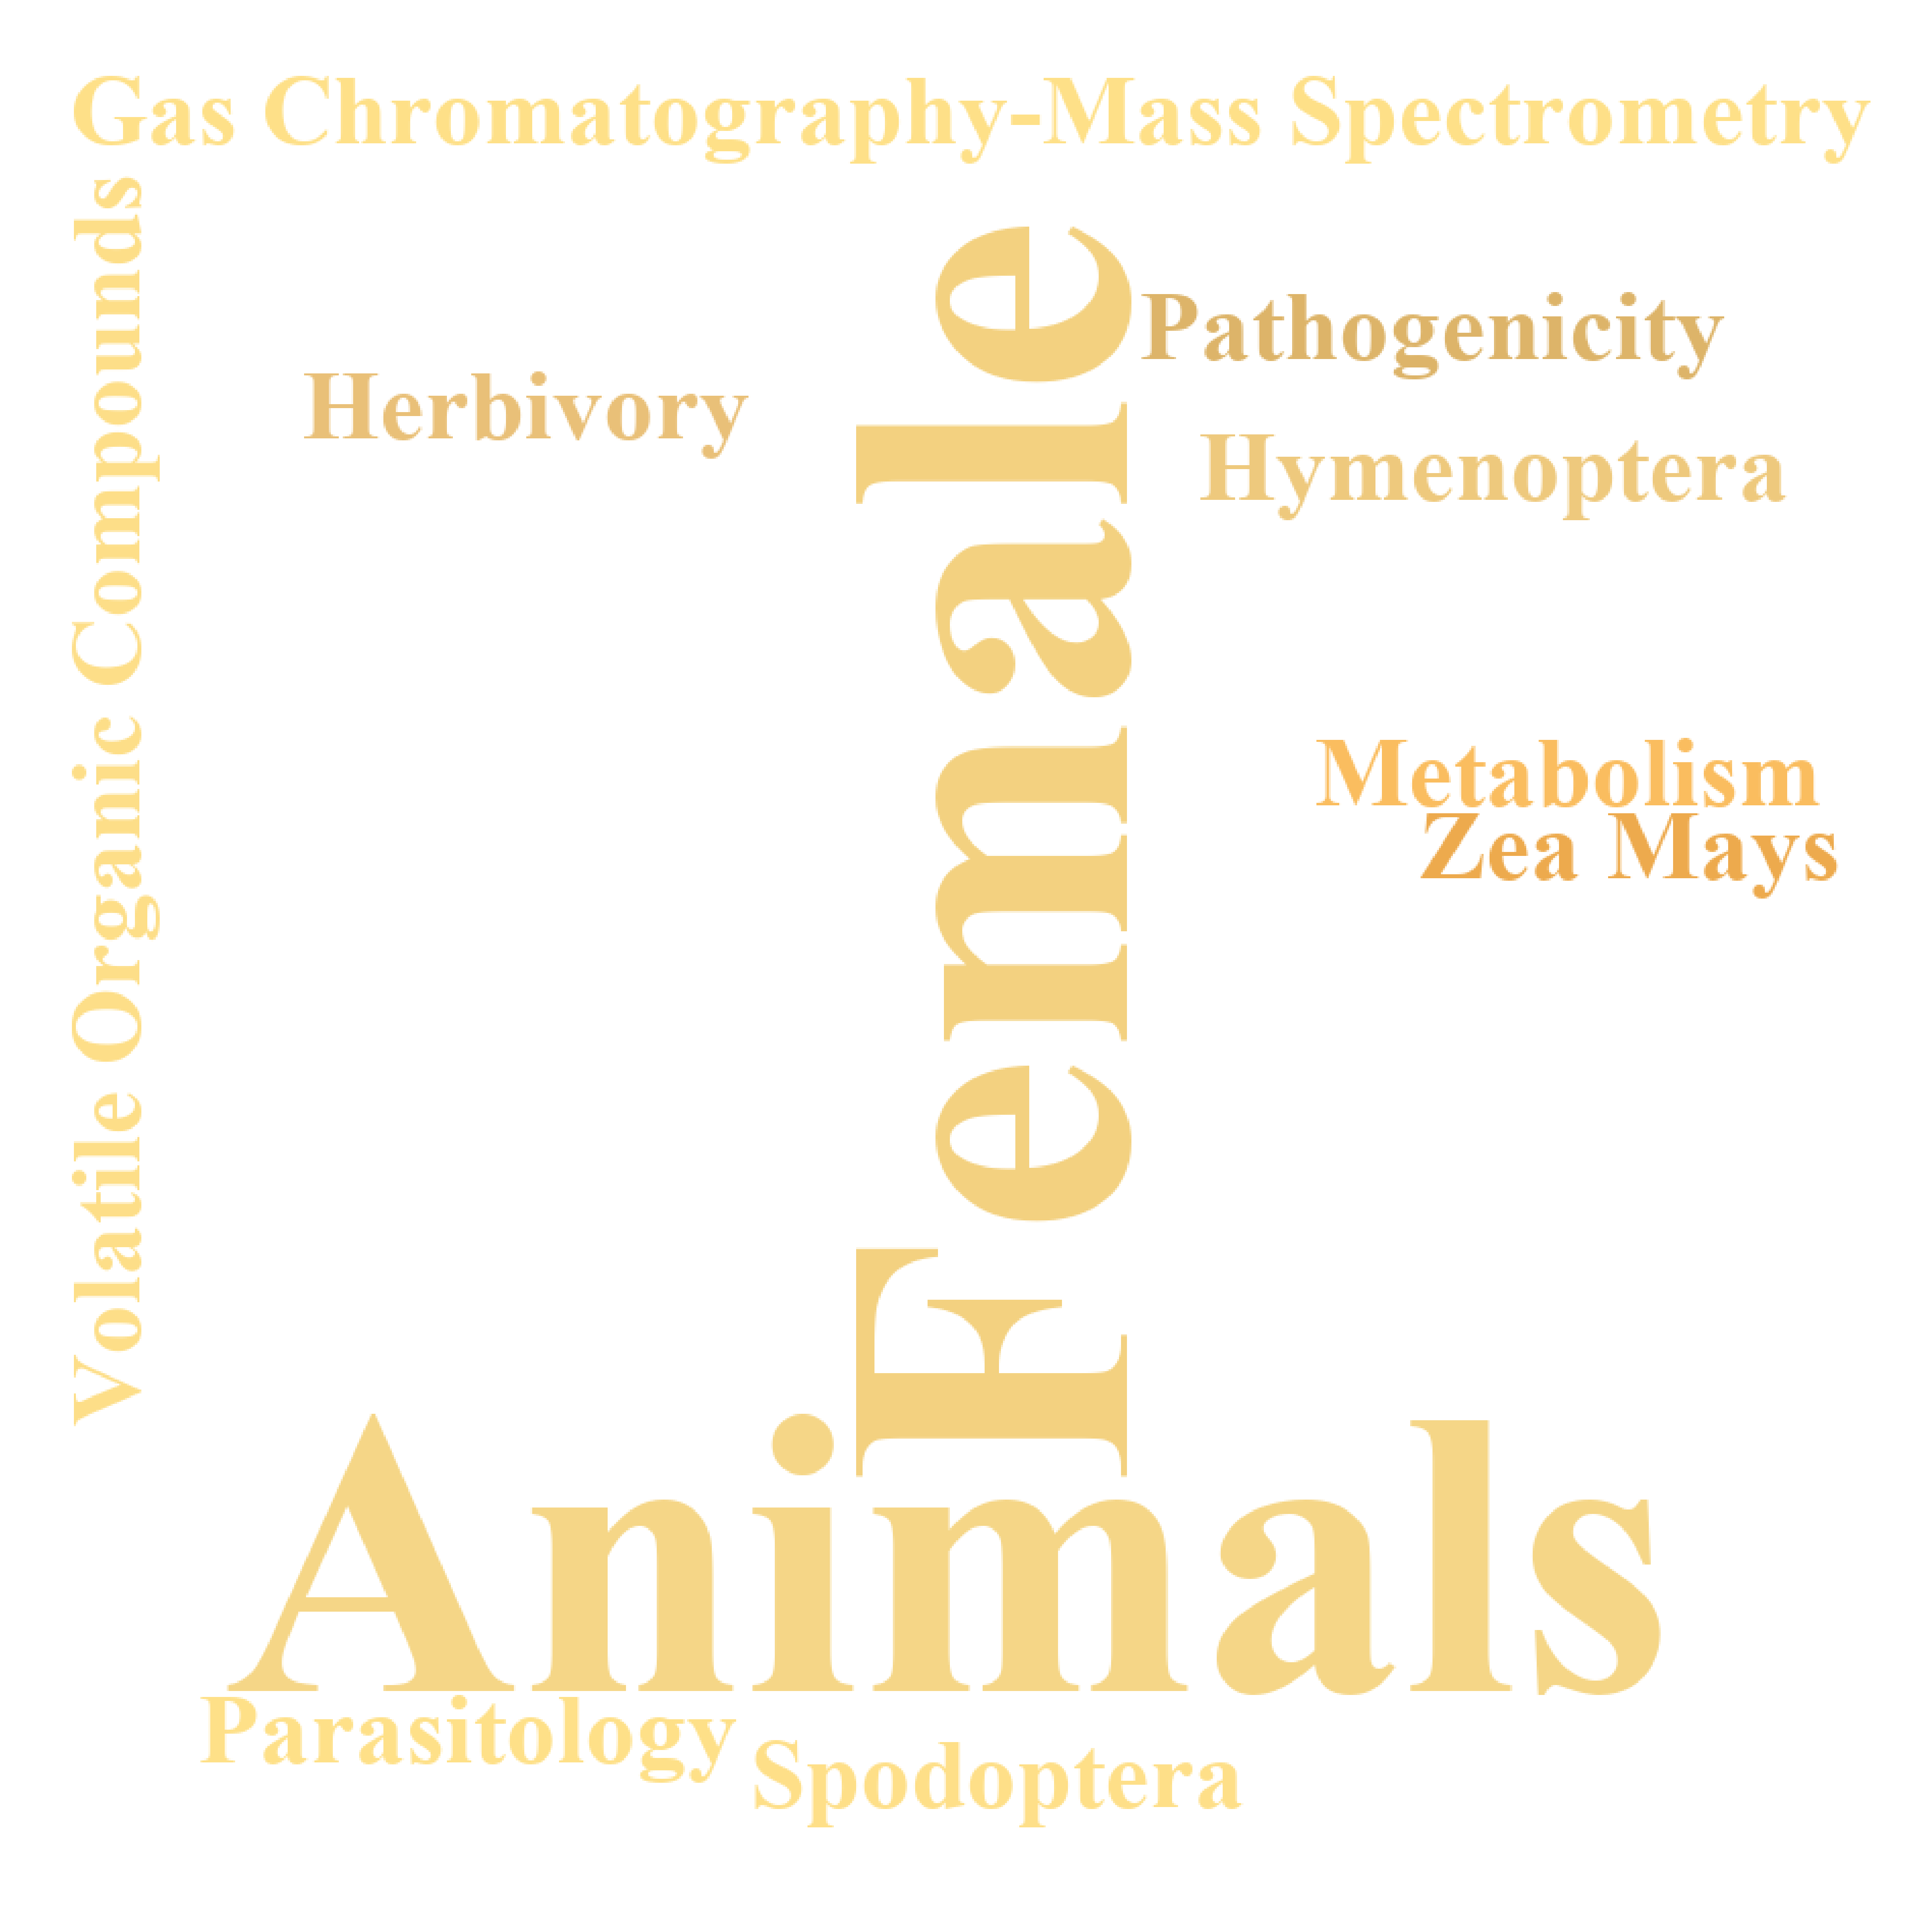 Gas Chromatography-Mass Spectrometry
Volatile Organic Compounds
Female
Pathogenicity
Herbivory
Hymenoptera
Metabolism
Zea Mays
Animals
Parasitology
Spodoptera